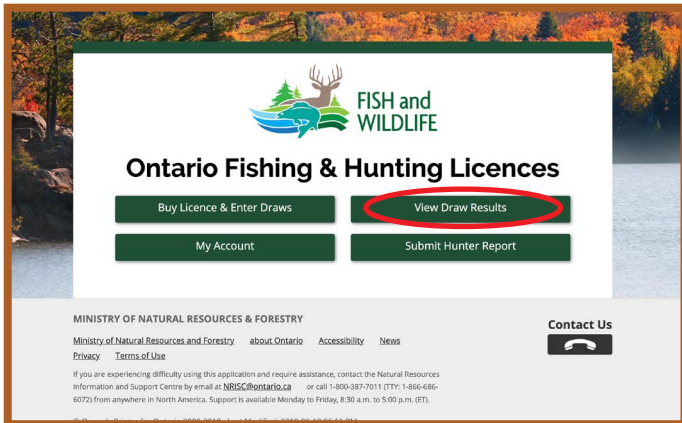 FISH and
WILDLIFE
Ontario Fishing & Hunting Licences
Buy Licence & Enter Draws
View Draw Results
My Account
Submit Hunter Report
MINISTRY OF NATURAL RESOURCES & FORESTRY
Contact Us
Ministry of Natural Resources and Forestry about Ontario Accessibility News
Privacy Terms of Use
If you are experiencing difficulty using this application and require assistance, contact the Natural Resources
Information and Support Centre by email at NRISC@ontario.ca or call 1-800-387-7011 (TTY: 1-866-686-
6072) from anywhere in North America. Support is available Monday to Friday, 8:30 a.m. to 5:00 p.m. (ET).